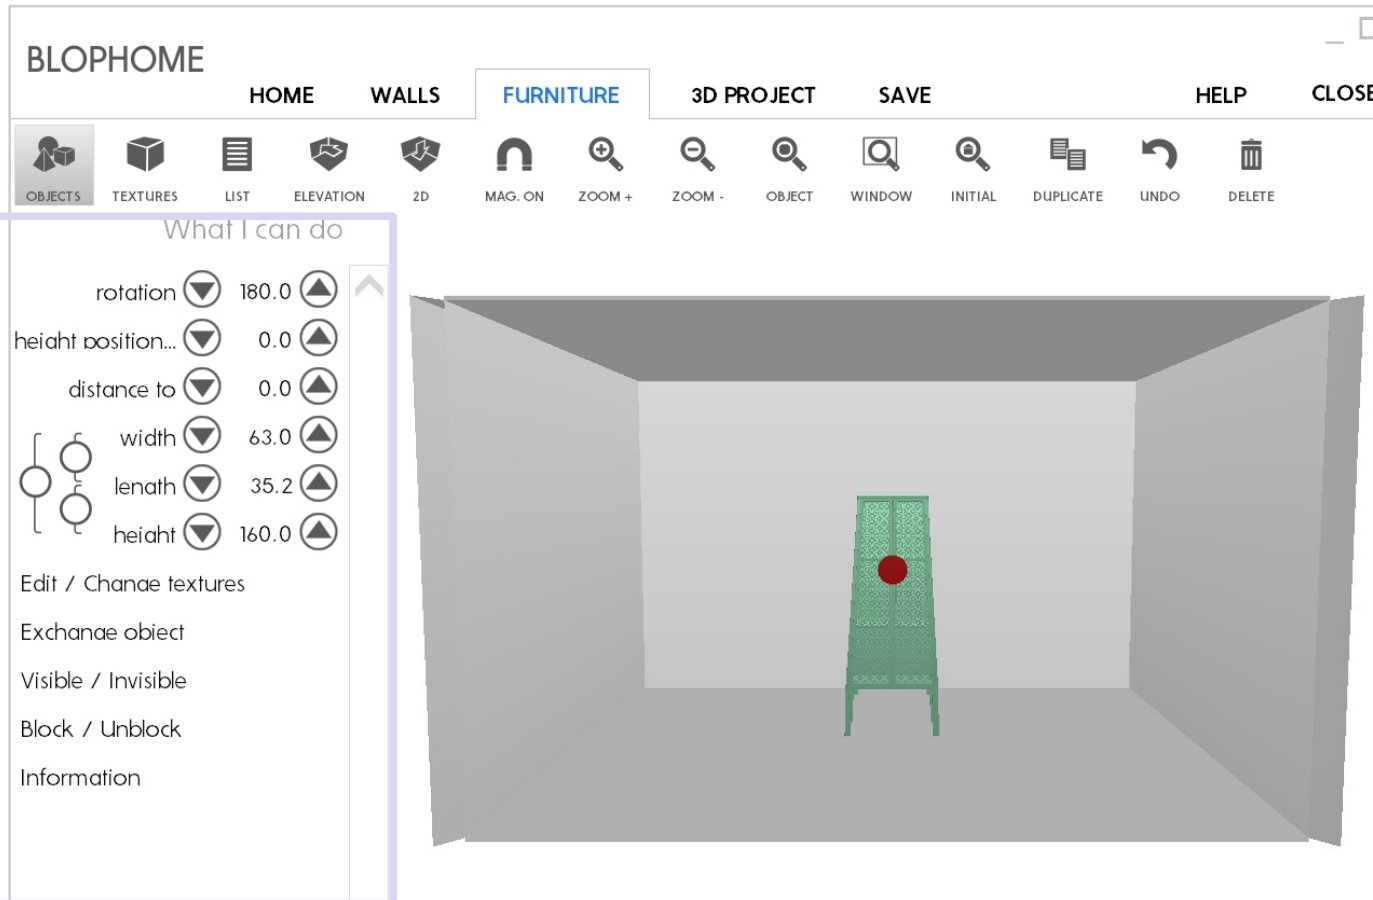 BLOPHOME
HOME WALLS FURNITURE 3D PROJECT SAVE HELP CLOSE
OBJECTS TEXTURES LIST ELEVATION 2D MAG. ON ZOOM + ZOOM - OBJECT WINDOW INITIAL DUPLICATE UNDO DELETE
What I can do
rotation 180.0
height position... 0.0
distance to 0.0
width 63.0
length 35.2
height 160.0
Edit / Change textures
Exchange object
Visible / Invisible
Block / Unblock
Information